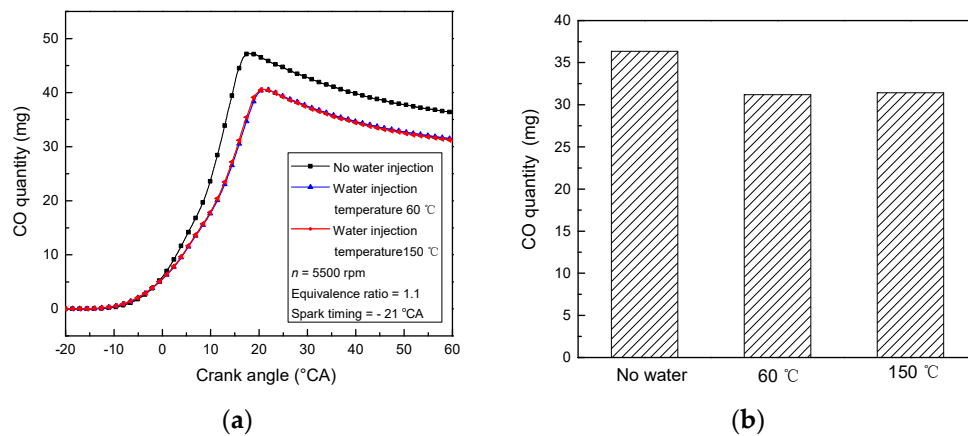 50
40
30
20
10
0
CO quantity (mg)
No water injection
Water injection
temperature 60 ℃
Water injection
temperature150 ℃
n = 5500 rpm
Equivalence ratio = 1.1
Spark timing = - 21 °CA
-20 -10 0 10 20 30 40 50 60
Crank angle (°CA)
(a)
40
35
30
25
20
15
10
5
0
CO quantity (mg)
No water 60 ℃ 150 ℃
(b)